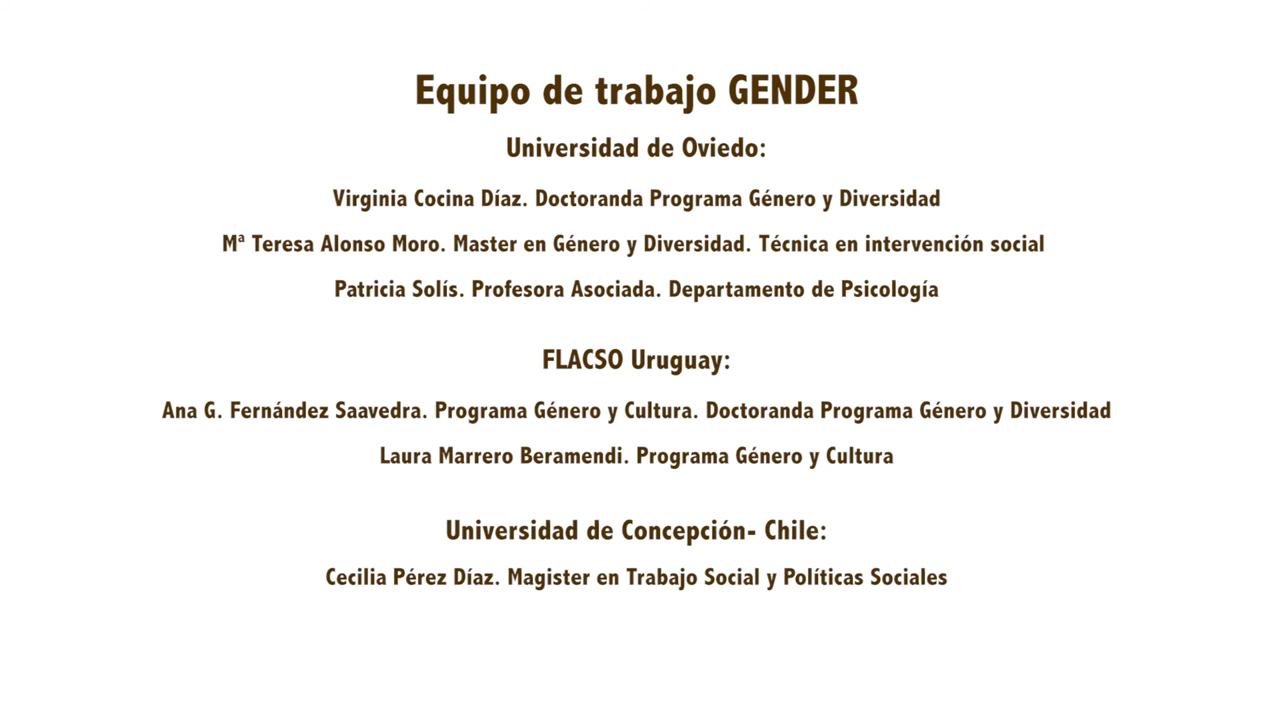 Equipo de trabajo GENDER
Universidad de Oviedo:
Virginia Cocina Díaz. Doctoranda Programa Género y Diversidad
Mª Teresa Alonso Moro. Master en Género y Diversidad. Técnica en intervención social
Patricia Solís. Profesora Asociada. Departamento de Psicología
FLACSO Uruguay:
Ana G. Fernández Saavedra. Programa Género y Cultura. Doctoranda Programa Género y Diversidad
Laura Marrero Beramendi. Programa Género y Cultura
Universidad de Concepción- Chile:
Cecilia Pérez Díaz. Magister en Trabajo Social y Políticas Sociales